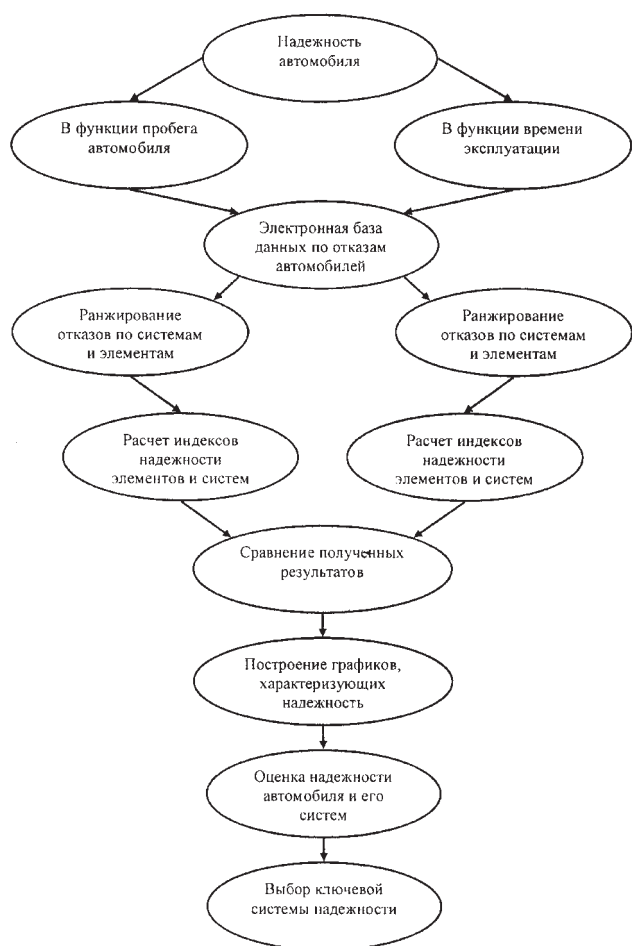 Надежность
автомобиля
В функции пробега
автомобиля
В функции времени
эксплуатации
Электронная база
данных по отказам
автомобилей
Ранжирование
отказов по системам
и элементам
Ранжирование
отказов по системам
и элементам
Расчет индексов
надежности
элементов и систем
Расчет индексов
надежности
элементов и систем
Сравнение полученных
результатов
Построение графиков,
характеризующих
надежность
Оценка надежности
автомобиля и его
систем
Выбор ключевой
системы надежности